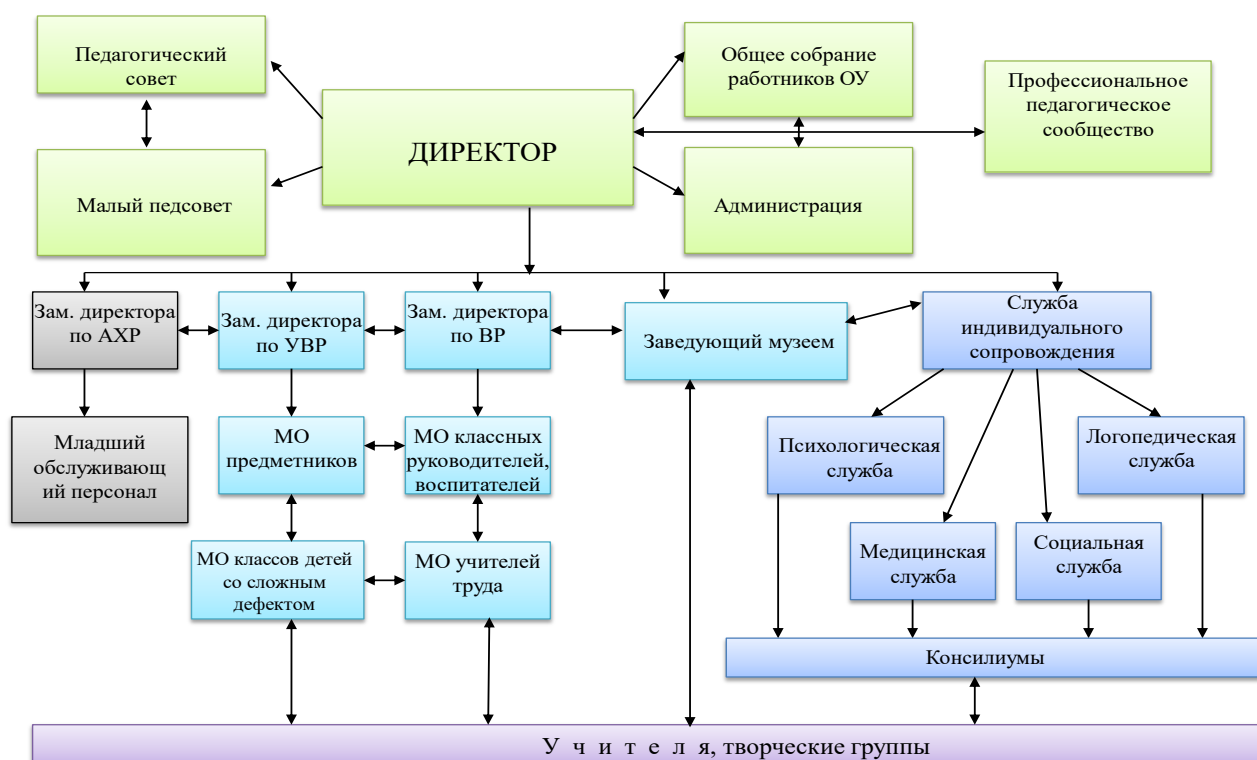 Педагогический
совет
Общее собрание
работников ОУ
Профессиональное
педагогическое
сообщество
ДИРЕКТОР
Малый педсовет
Администрация
Зам. директора
по АХР
Зам. директора
по УВР
Зам. директора
по ВР
Заведующий музеем
Служба
индивидуального
сопровождения
Младший
обслуживающ
ий персонал
МО
предметников
МО классных
руководителей,
воспитателей
Психологическая
служба
Логопедическая
служба
МО классов детей
со сложным
дефектом
МО учителей
труда
Медицинская
служба
Социальная
служба
Консилиумы
У ч и т е л я, творческие группы